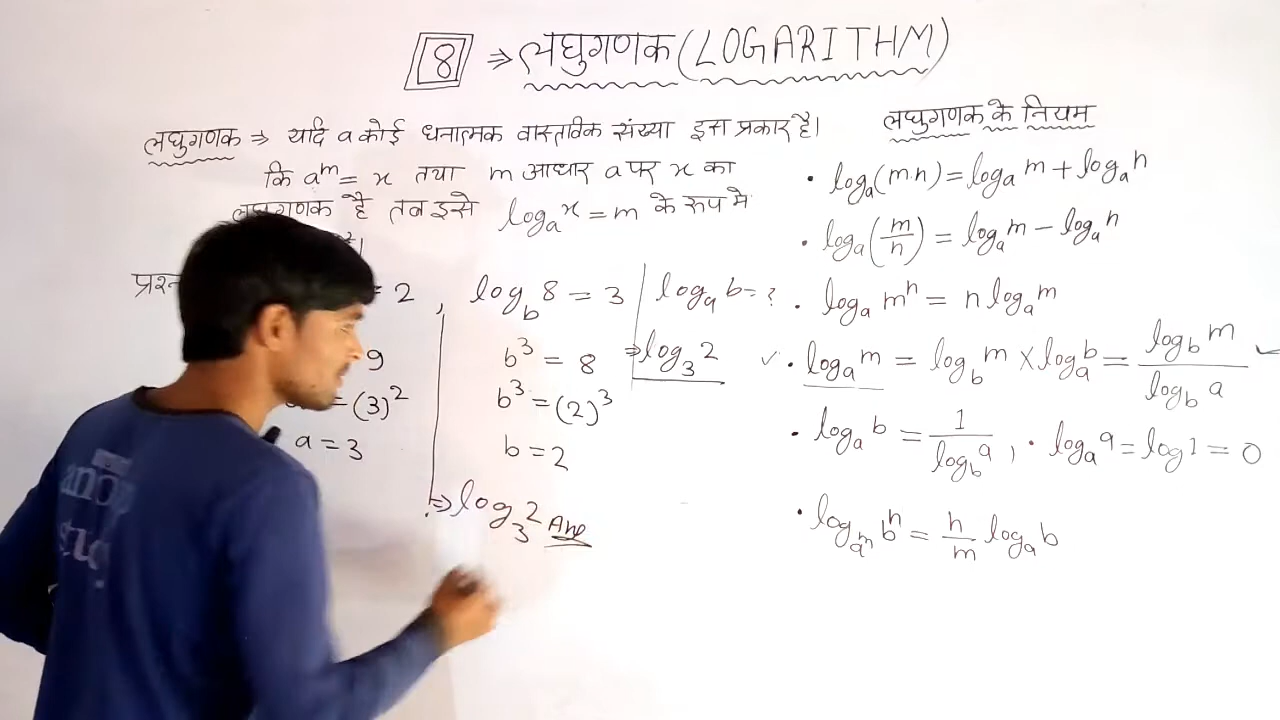 8 ⇒ लघुगणक (LOGARITHM)
लघुगणक ⇒ यदि a कोई धनात्मक वास्तविक संख्या इस प्रकार है।
कि a^m = x तथा m आधार a पर x का
लघुगणक है तब इसे log_a x = m के रूप मे
प्रश्न
= 2 , log_b 8 = 3 | log_a b = ?
9
b^3 = 8
⇒ log_3 2
= (3)^2
b^3 = (2)^3
a = 3
b = 2
⇒ log_3 2 Ans
लघुगणक के नियम
• log_a (m.n) = log_a m + log_a n
• log_a (m/n) = log_a m − log_a n
• log_a m^n = n log_a m
✓ • log_a m = log_b m × log_a b = log_b m / log_b a ✓
• log_a b = 1 / log_b a , • log_a a = log 1 = 0
• log_{a^m} b^n = n/m log_a b